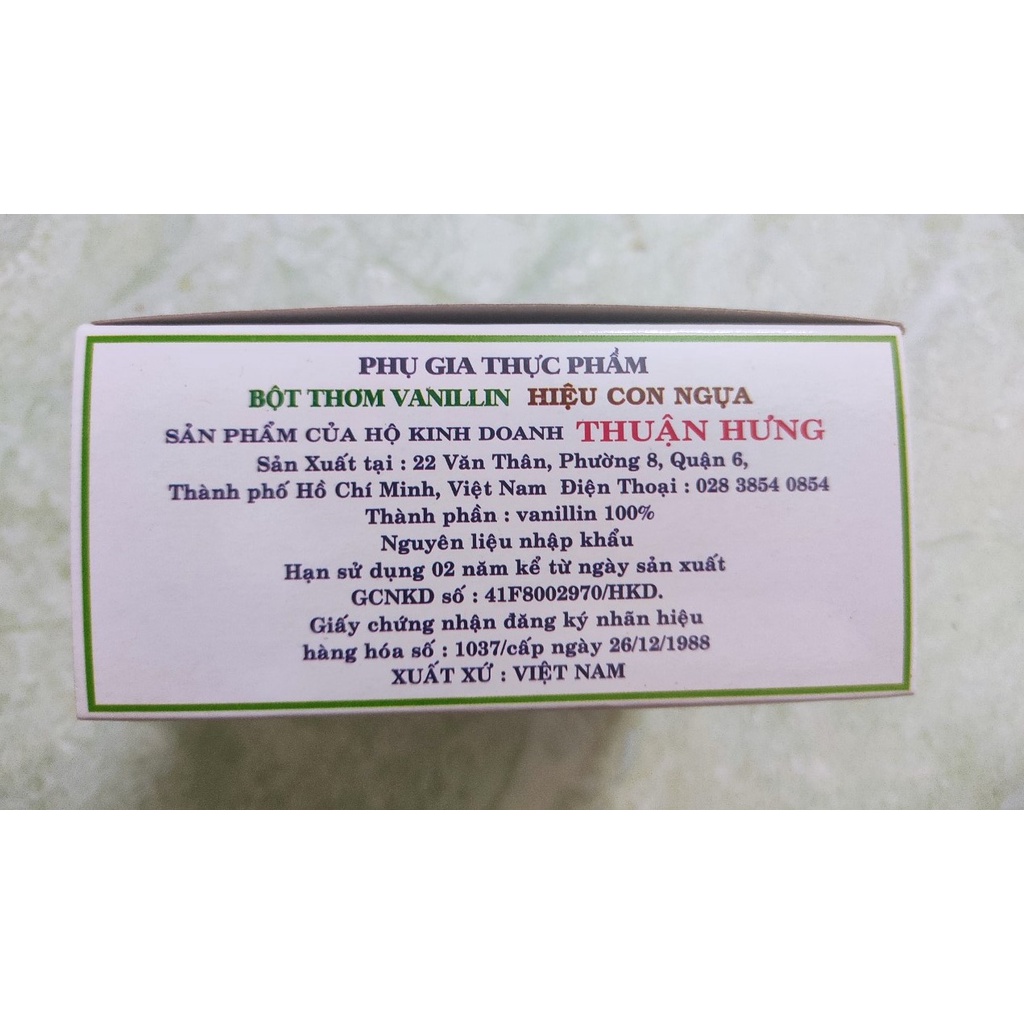 PHỤ GIA THỰC PHẨM
BỘT THƠM VANILLIN HIỆU CON NGỰA
SẢN PHẨM CỦA HỘ KINH DOANH THUẬN HƯNG
Sản Xuất tại : 22 Văn Thân, Phường 8, Quận 6,
Thành phố Hồ Chí Minh, Việt Nam Điện Thoại : 028 3854 0854
Thành phần : vanillin 100%
Nguyên liệu nhập khẩu
Hạn sử dụng 02 năm kể từ ngày sản xuất
GCNKD số : 41F8002970/HKD.
Giấy chứng nhận đăng ký nhãn hiệu
hàng hóa số : 1037/cấp ngày 26/12/1988
XUẤT XỨ : VIỆT NAM